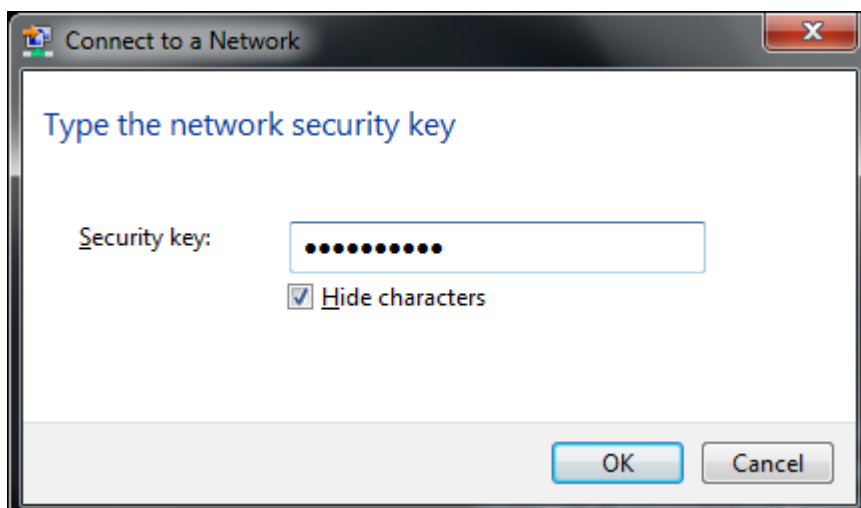 Connect to a Network
Type the network security key
Security key: ••••••••••
Hide characters
OK Cancel